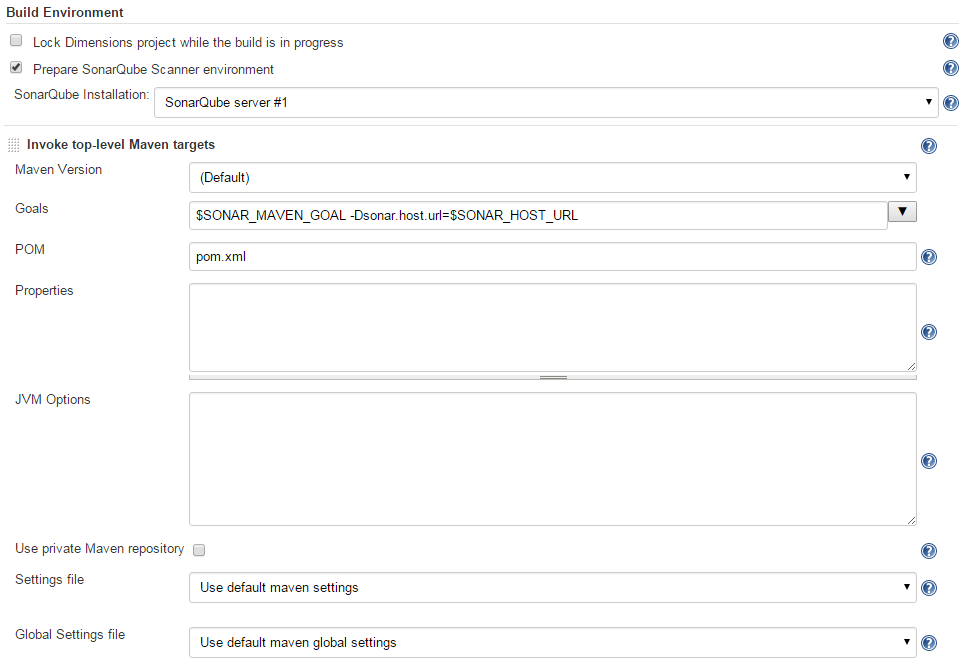 Build Environment
Lock Dimensions project while the build is in progress
Prepare SonarQube Scanner environment
SonarQube Installation: SonarQube server #1
Invoke top-level Maven targets
Maven Version (Default)
Goals $SONAR_MAVEN_GOAL -Dsonar.host.url=$SONAR_HOST_URL
POM pom.xml
Properties
JVM Options
Use private Maven repository
Settings file Use default maven settings
Global Settings file Use default maven global settings